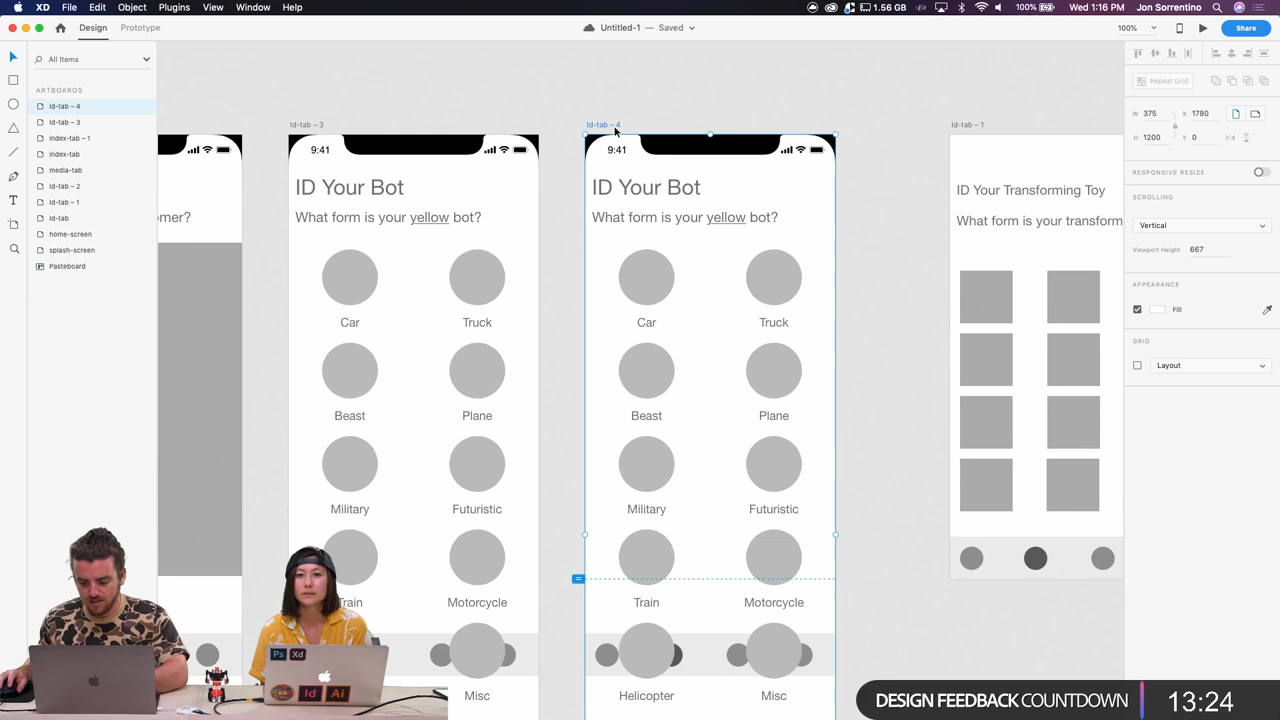 XD File Edit Object Plugins View Window Help
1.56 GB
100%
Wed 1:16 PM Jon Sorrentino
Design Prototype
Untitled-1 — Saved
100%
Share
All Items
ARTBOARDS
Id-tab – 4
Id-tab – 3
index-tab – 1
index-tab
media-tab
Id-tab – 2
Id-tab – 1
Id-tab
home-screen
splash-screen
Pasteboard
omer?
Id-tab – 3
9:41
ID Your Bot
What form is your yellow bot?
Car Truck
Beast Plane
Military Futuristic
Train Motorcycle
Misc
Id-tab – 4
9:41
ID Your Bot
What form is your yellow bot?
Car Truck
Beast Plane
Military Futuristic
Train Motorcycle
Helicopter Misc
Id-tab – 1
ID Your Transforming Toy
What form is your transform
Repeat Grid
W 375 X 1780
H 1200 Y 0
RESPONSIVE RESIZE
SCROLLING
Vertical
Viewport Height 667
APPEARANCE
Fill
GRID
Layout
Ps Xd
Id Ai
DESIGN FEEDBACK COUNTDOWN 13:24